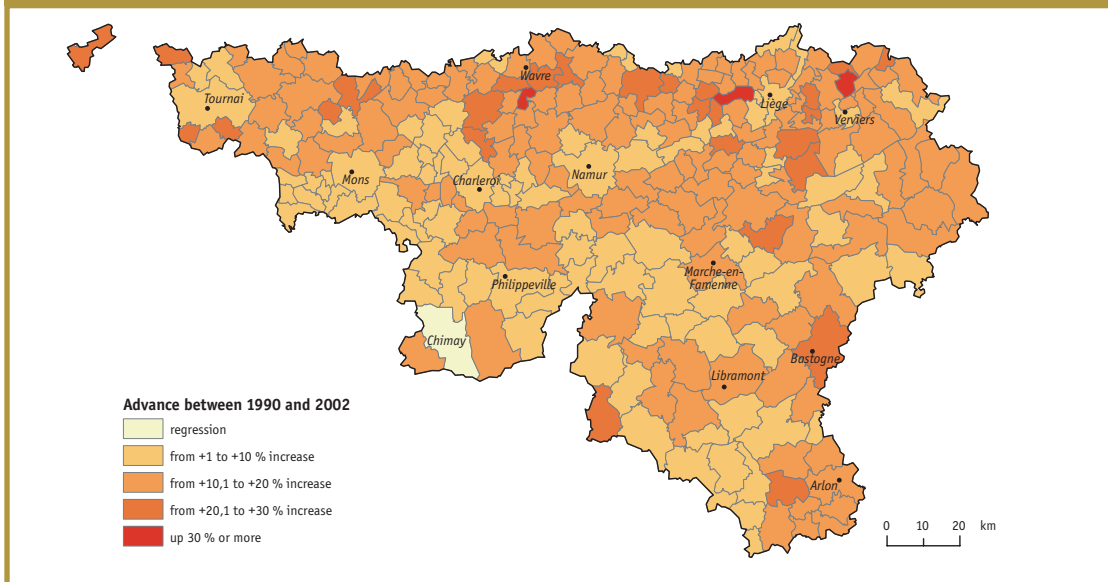 Wavre
Tournai
Liège
Verviers
Mons
Charleroi
Namur
Marche-en-
Famenne
Philippeville
Chimay
Bastogne
Libramont
Arlon
Advance between 1990 and 2002
regression
from +1 to +10 % increase
from +10,1 to +20 % increase
from +20,1 to +30 % increase
up 30 % or more
0 10 20 km